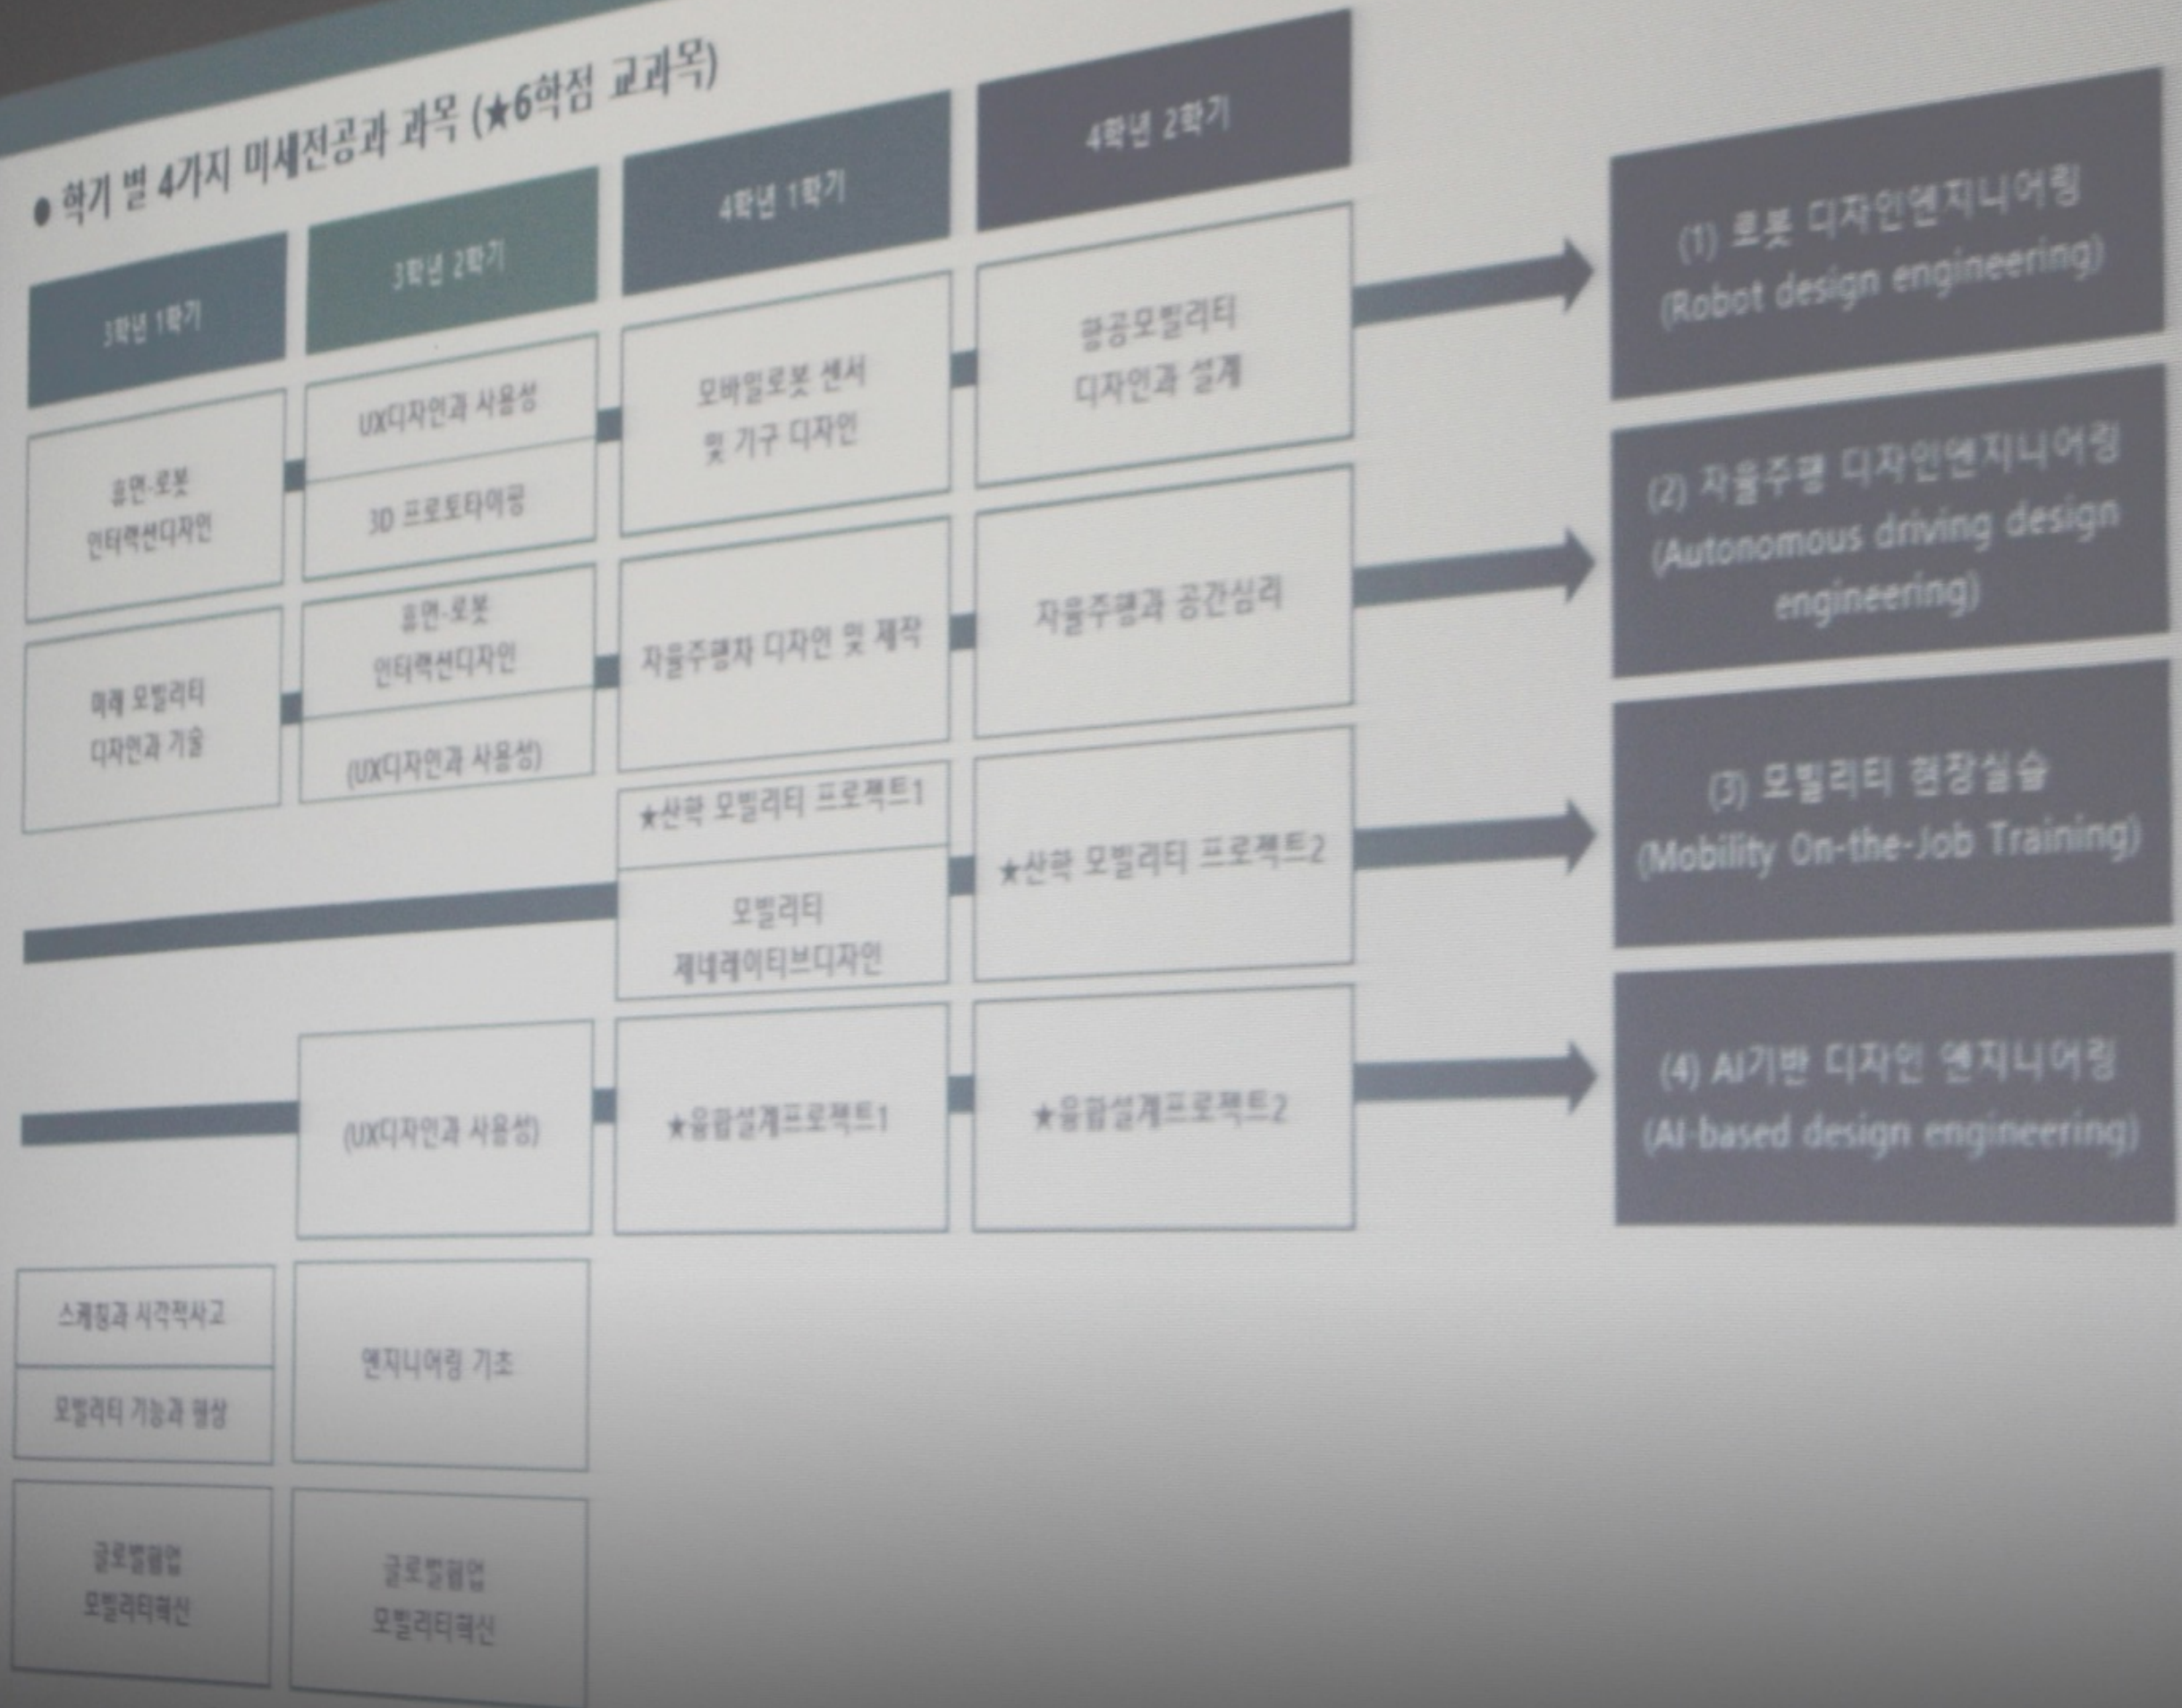 ● 학기 별 4가지 미세전공과 과목 (★6학점 교과목)
3학년 1학기
3학년 2학기
4학년 1학기
4학년 2학기
휴먼-로봇
인터랙션디자인
UX디자인과 사용성
3D 프로토타이핑
모바일로봇 센서
및 기구 디자인
항공모빌리티
디자인과 설계
(1) 로봇 디자인엔지니어링
(Robot design engineering)
미래 모빌리티
디자인과 기술
휴먼-로봇
인터랙션디자인
(UX디자인과 사용성)
자율주행차 디자인 및 제작
자율주행과 공간심리
(2) 자율주행 디자인엔지니어링
(Autonomous driving design
engineering)
★산학 모빌리티 프로젝트1
모빌리티
제네레이티브디자인
★산학 모빌리티 프로젝트2
(3) 모빌리티 현장실습
(Mobility On-the-Job Training)
(UX디자인과 사용성)
★융합설계프로젝트1
★융합설계프로젝트2
(4) AI기반 디자인 엔지니어링
(AI-based design engineering)
스케칭과 시각적사고
모빌리티 기능과 형상
엔지니어링 기초
글로벌협업
모빌리티혁신
글로벌협업
모빌리티혁신